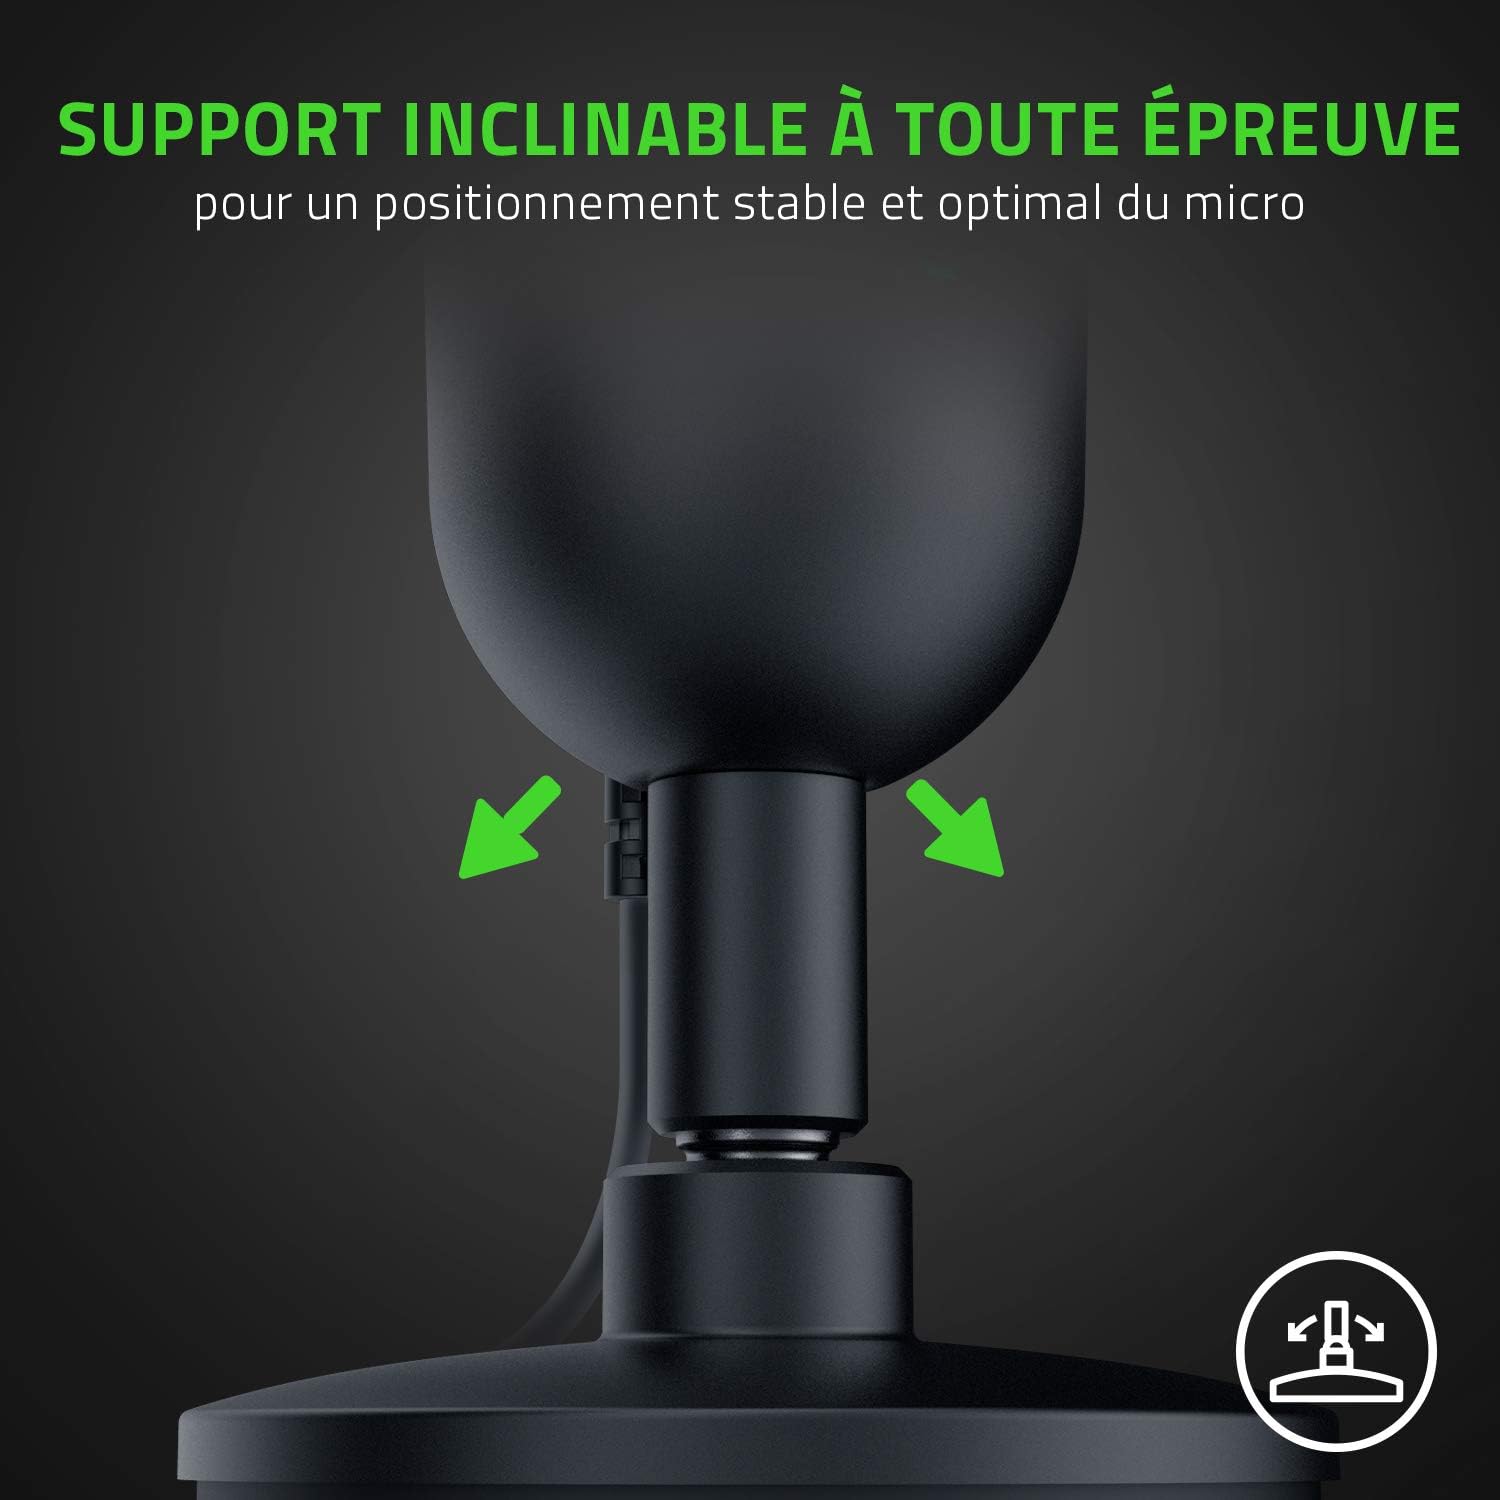 SUPPORT INCLINABLE À TOUTE ÉPREUVE
pour un positionnement stable et optimal du micro